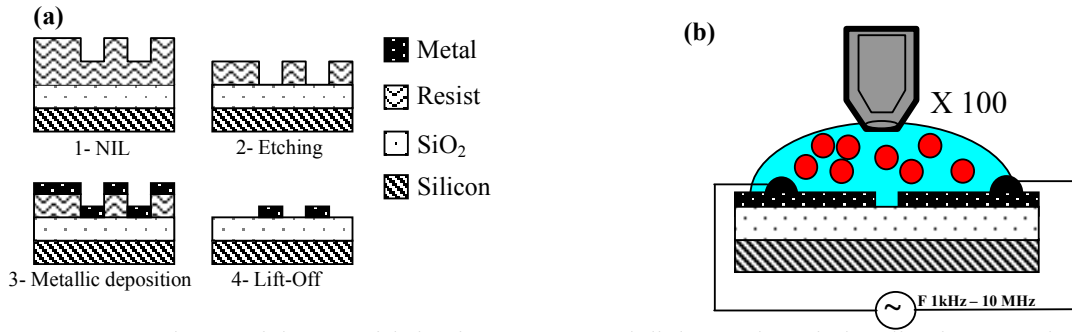 (a)
Metal
Resist
SiO₂
Silicon
1- NIL
2- Etching
3- Metallic deposition
4- Lift-Off
(b)
X 100
~
F 1kHz – 10 MHz